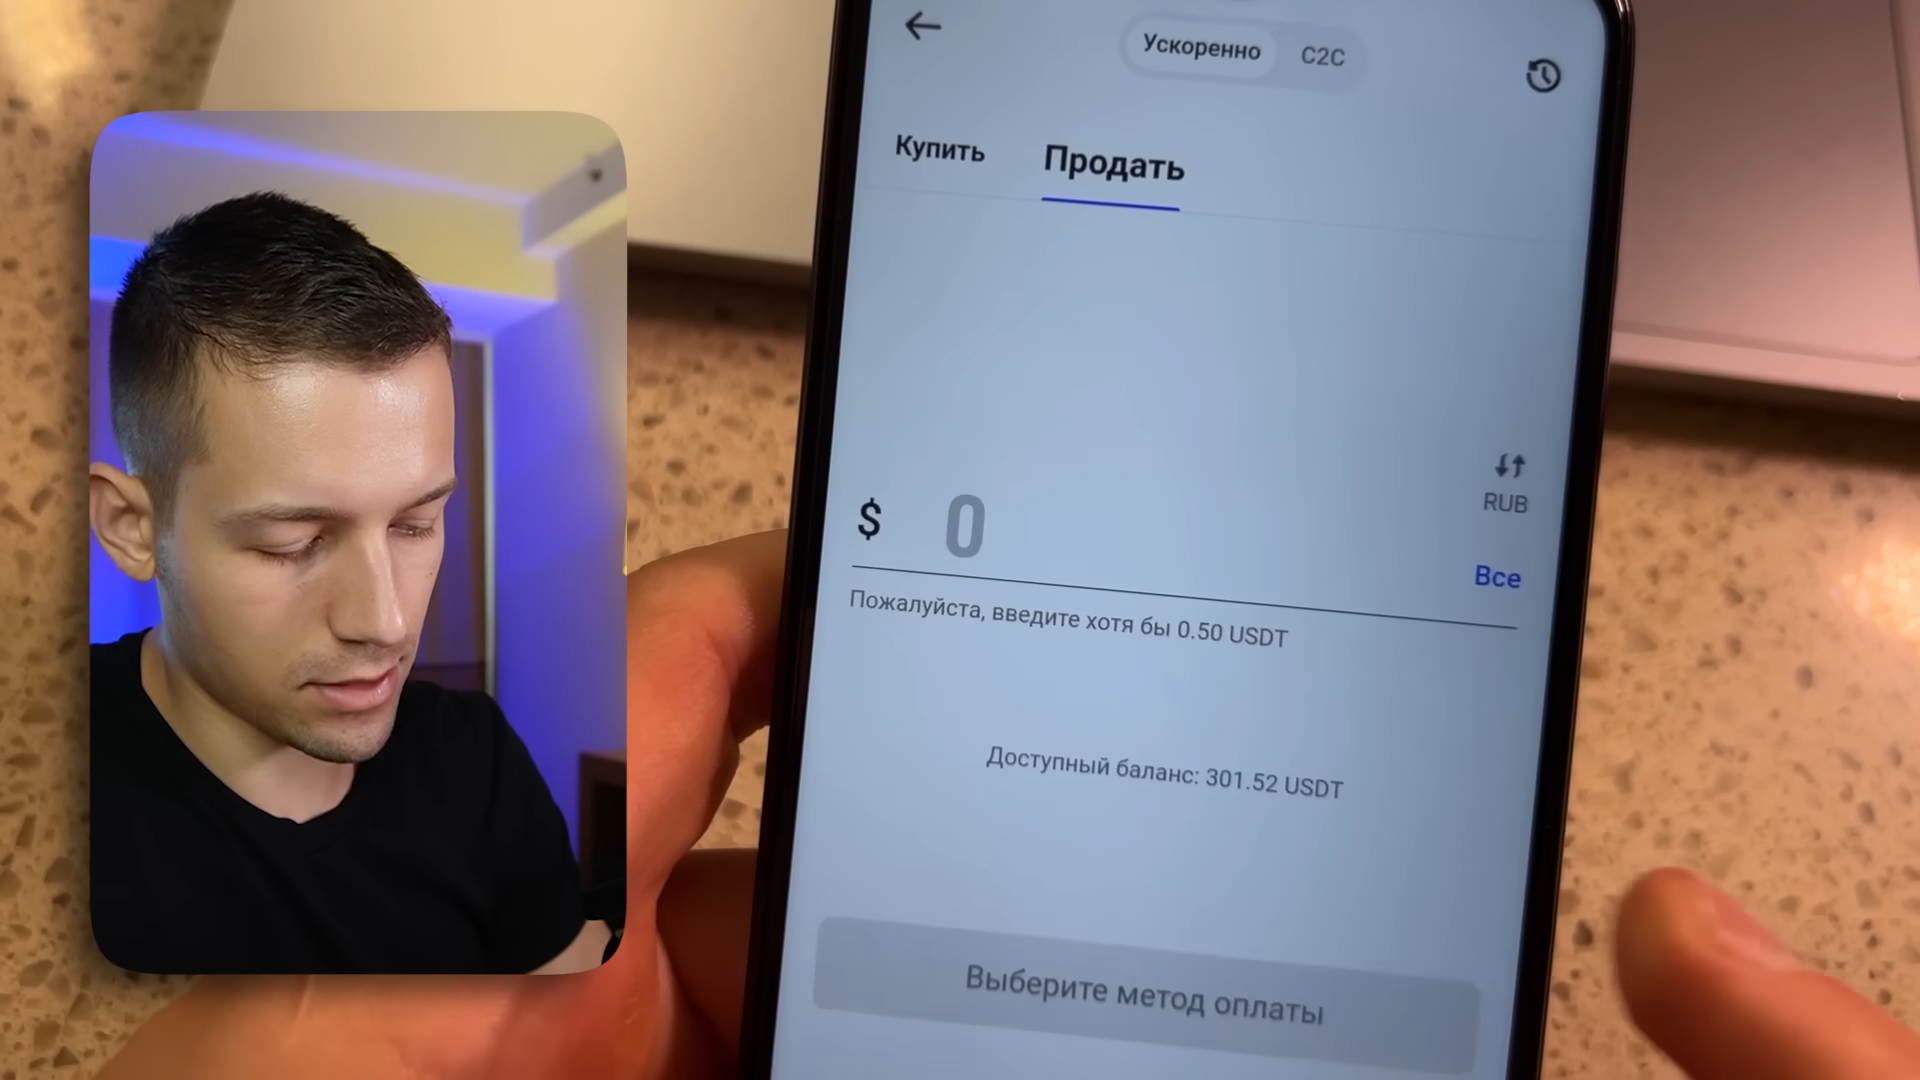 Ускоренно C2C
Купить Продать
RUB
$ 0
Все
Пожалуйста, введите хотя бы 0.50 USDT
Доступный баланс: 301.52 USDT
Выберите метод оплаты